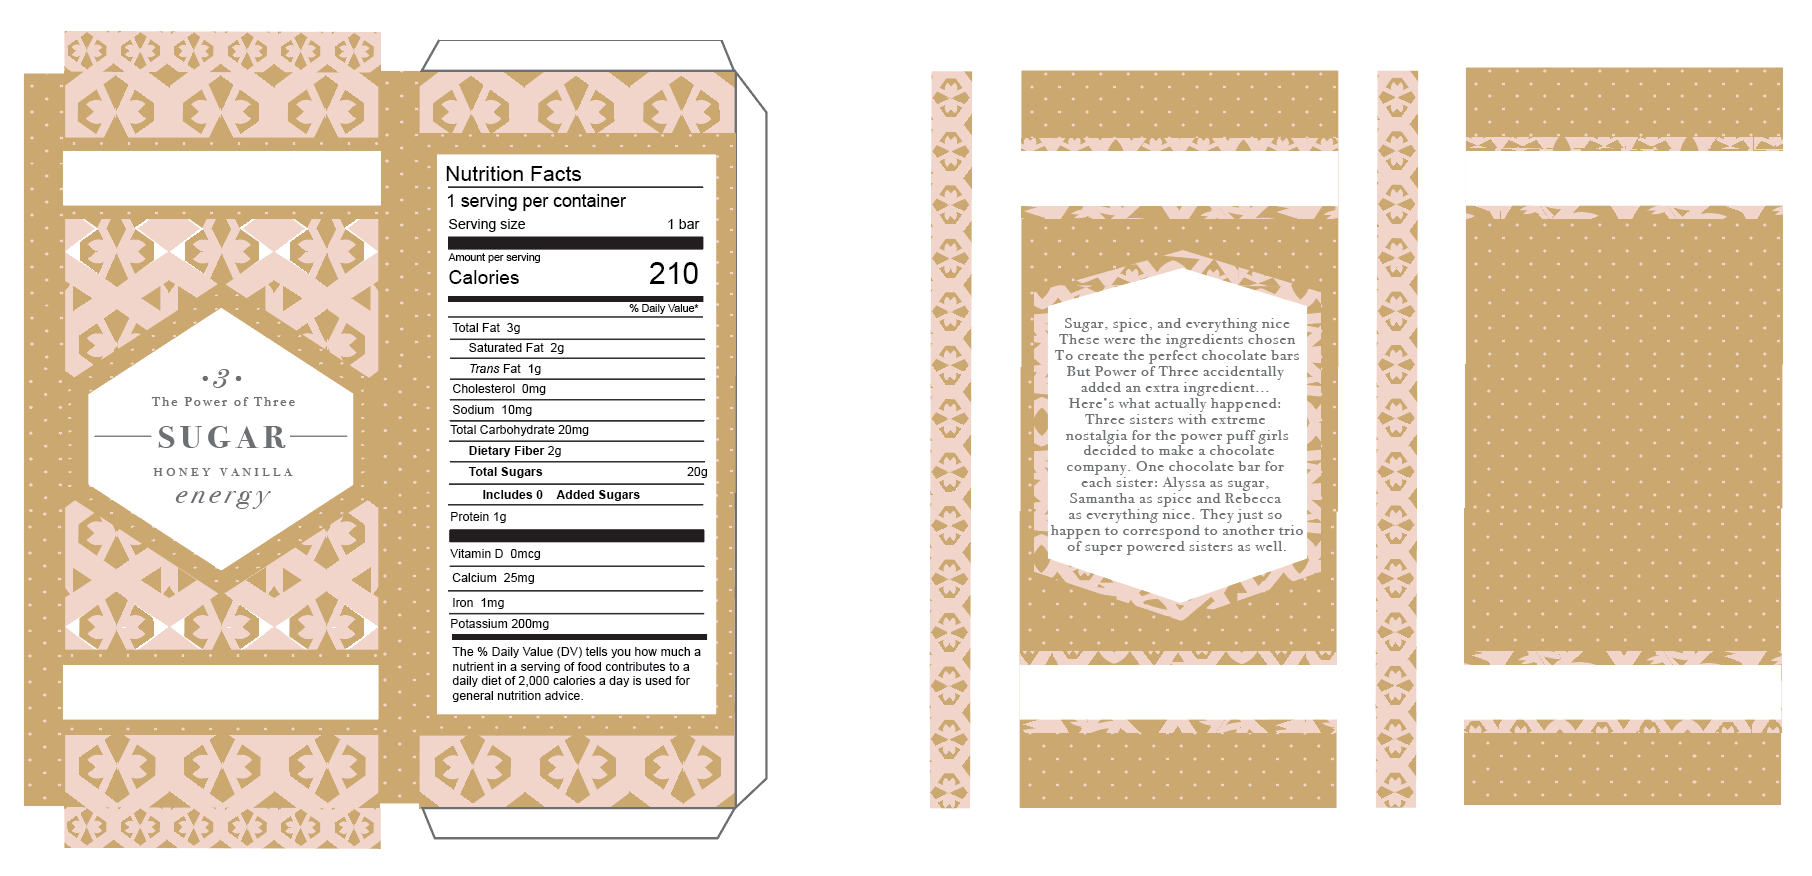 ·3·
The Power of Three
SUGAR
HONEY VANILLA
energy
Nutrition Facts
1 serving per container
Serving size 1 bar
Amount per serving
Calories 210
% Daily Value*
Total Fat 3g
Saturated Fat 2g
Trans Fat 1g
Cholesterol 0mg
Sodium 10mg
Total Carbohydrate 20mg
Dietary Fiber 2g
Total Sugars 20g
Includes 0 Added Sugars
Protein 1g
Vitamin D 0mcg
Calcium 25mg
Iron 1mg
Potassium 200mg
The % Daily Value (DV) tells you how much a
nutrient in a serving of food contributes to a
daily diet of 2,000 calories a day is used for
general nutrition advice.
Sugar, spice, and everything nice
These were the ingredients chosen
To create the perfect chocolate bars
But Power of Three accidentally
added an extra ingredient...
Here's what actually happened:
Three sisters with extreme
nostalgia for the power puff girls
decided to make a chocolate
company. One chocolate bar for
each sister: Alyssa as sugar,
Samantha as spice and Rebecca
as everything nice. They just so
happen to correspond to another trio
of super powered sisters as well.